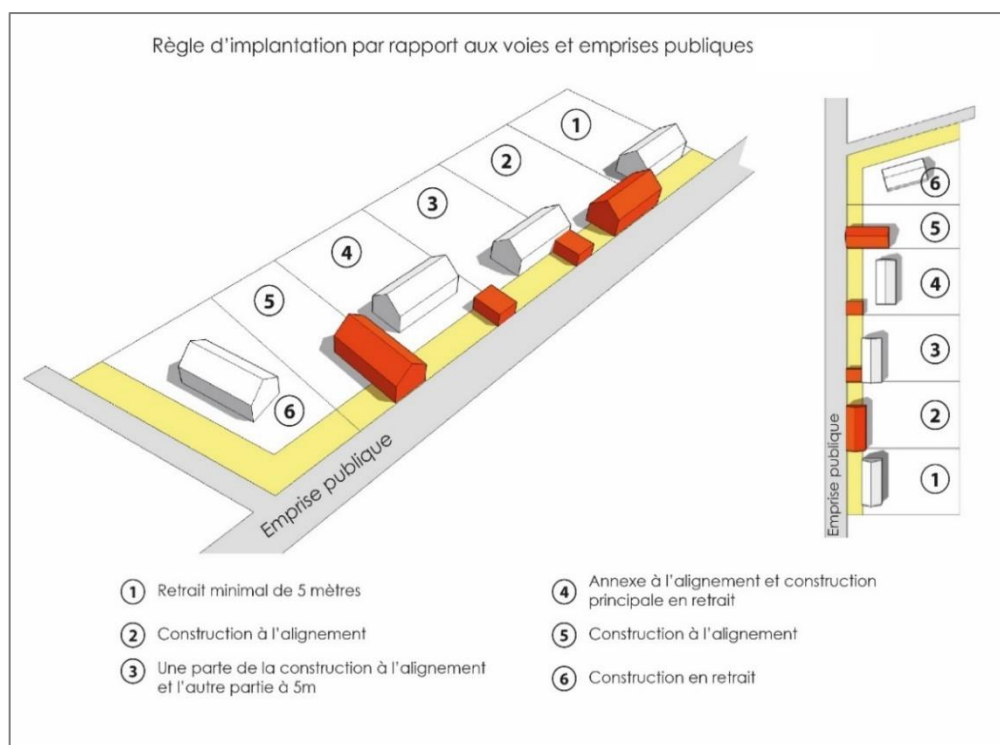 Règle d'implantation par rapport aux voies et emprises publiques
1
2
3
4
5
6
Emprise publique
6
5
4
3
2
1
Emprise publique
1 Retrait minimal de 5 mètres
2 Construction à l'alignement
3 Une parte de la construction à l'alignement
et l'autre partie à 5m
4 Annexe à l'alignement et construction
principale en retrait
5 Construction à l'alignement
6 Construction en retrait